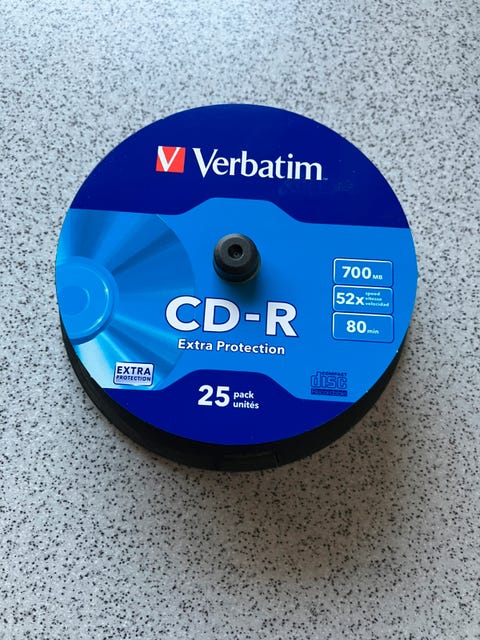 Verbatim™
700 MB
52x speed
vitesse
velocidad
80 min
CD-R
Extra Protection
EXTRA
PROTECTION
25 pack
unités
COMPACT
disc
Recordable